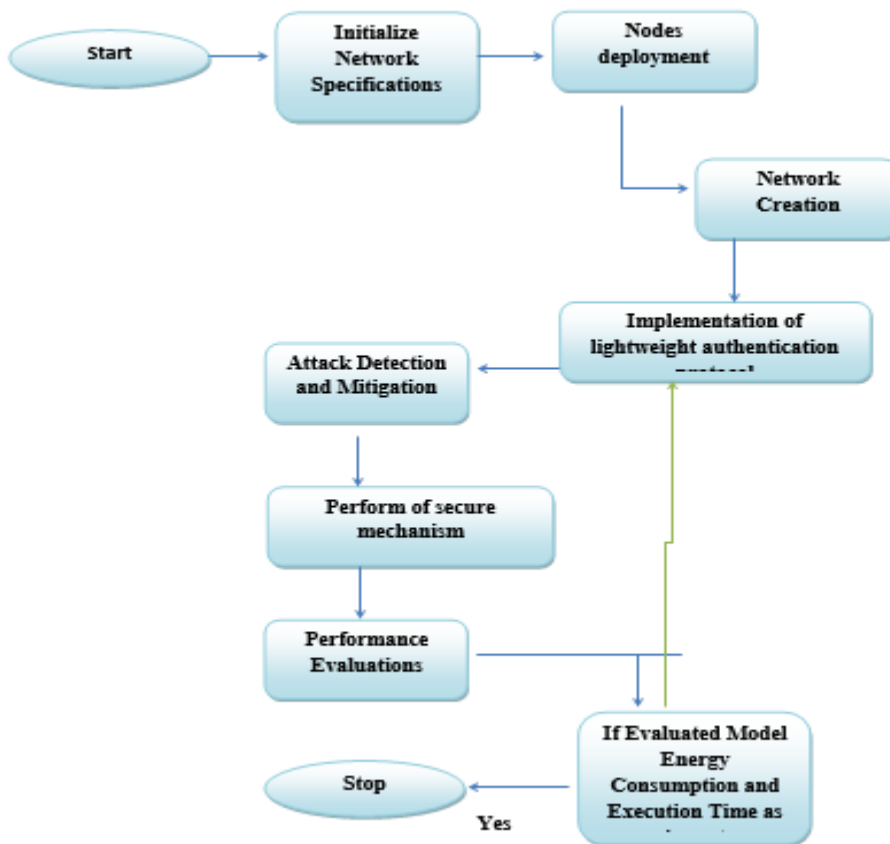 Start
Initialize
Network
Specifications
Nodes
deployment
Network
Creation
Implementation of
lightweight authentication
protocol
Attack Detection
and Mitigation
Perform of secure
mechanism
Performance
Evaluations
If Evaluated Model
Energy
Consumption and
Execution Time as
Stop
Yes